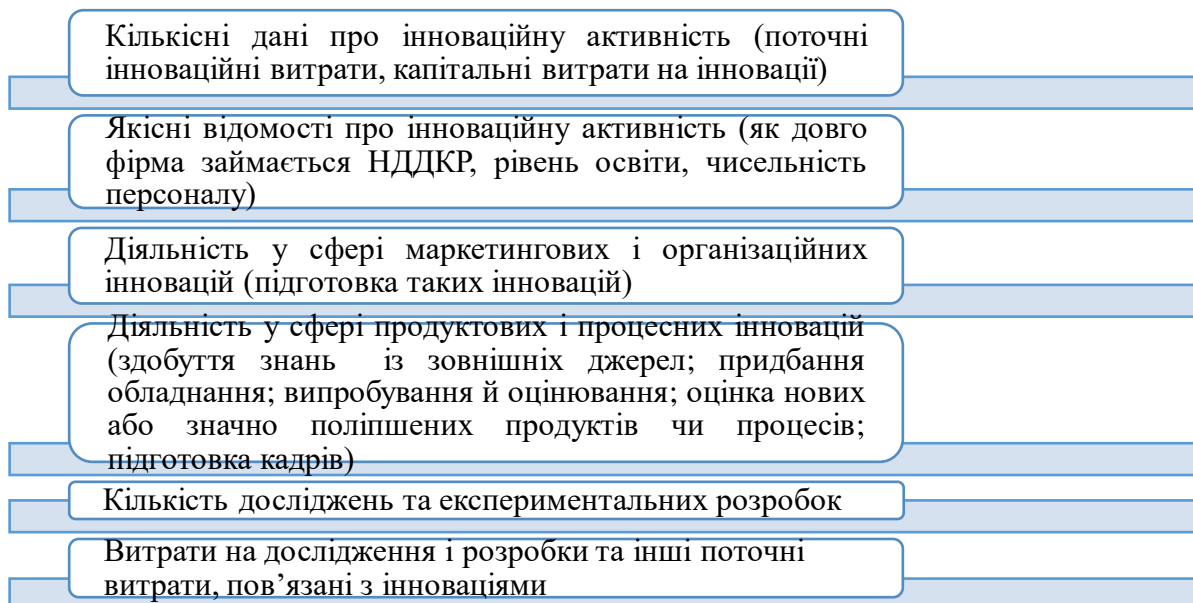 Кількісні дані про інноваційну активність (поточні
інноваційні витрати, капітальні витрати на інновації)
Якісні відомості про інноваційну активність (як довго
фірма займається НДДКР, рівень освіти, чисельність
персоналу)
Діяльність у сфері маркетингових і організаційних
інновацій (підготовка таких інновацій)
Діяльність у сфері продуктових і процесних інновацій
(здобуття знань із зовнішніх джерел; придбання
обладнання; випробування й оцінювання; оцінка нових
або значно поліпшених продуктів чи процесів;
підготовка кадрів)
Кількість досліджень та експериментальних розробок
Витрати на дослідження і розробки та інші поточні
витрати, пов’язані з інноваціями